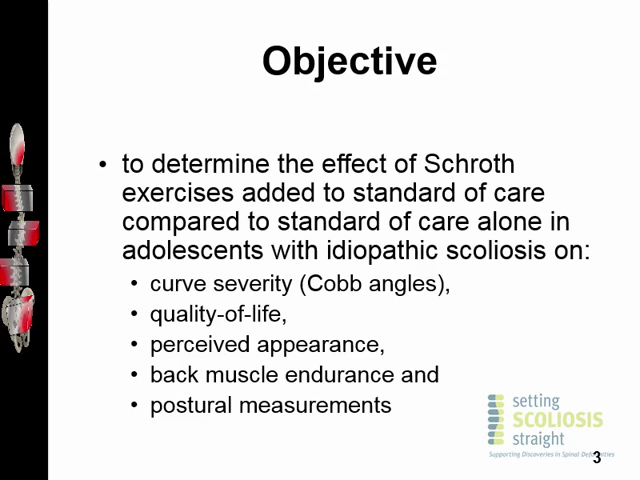 Objective
• to determine the effect of Schroth
exercises added to standard of care
compared to standard of care alone in
adolescents with idiopathic scoliosis on:
• curve severity (Cobb angles),
• quality-of-life,
• perceived appearance,
• back muscle endurance and
• postural measurements
setting
SCOLIOSIS
straight
Supporting Discoveries in Spinal Deformities
3